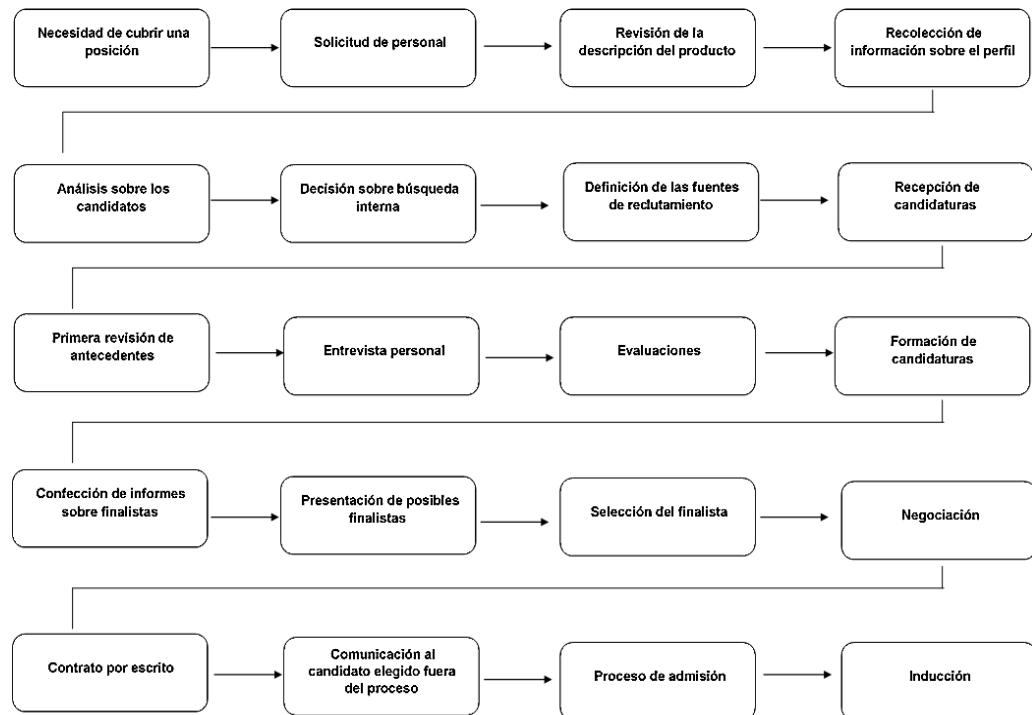 Necesidad de cubrir una
posición
Solicitud de personal
Revisión de la
descripción del producto
Recolección de
información sobre el perfil
Análisis sobre los
candidatos
Decisión sobre búsqueda
interna
Definición de las fuentes
de reclutamiento
Recepción de
candidaturas
Primera revisión de
antecedentes
Entrevista personal
Evaluaciones
Formación de
candidaturas
Confección de informes
sobre finalistas
Presentación de posibles
finalistas
Selección del finalista
Negociación
Contrato por escrito
Comunicación al
candidato elegido fuera
del proceso
Proceso de admisión
Inducción